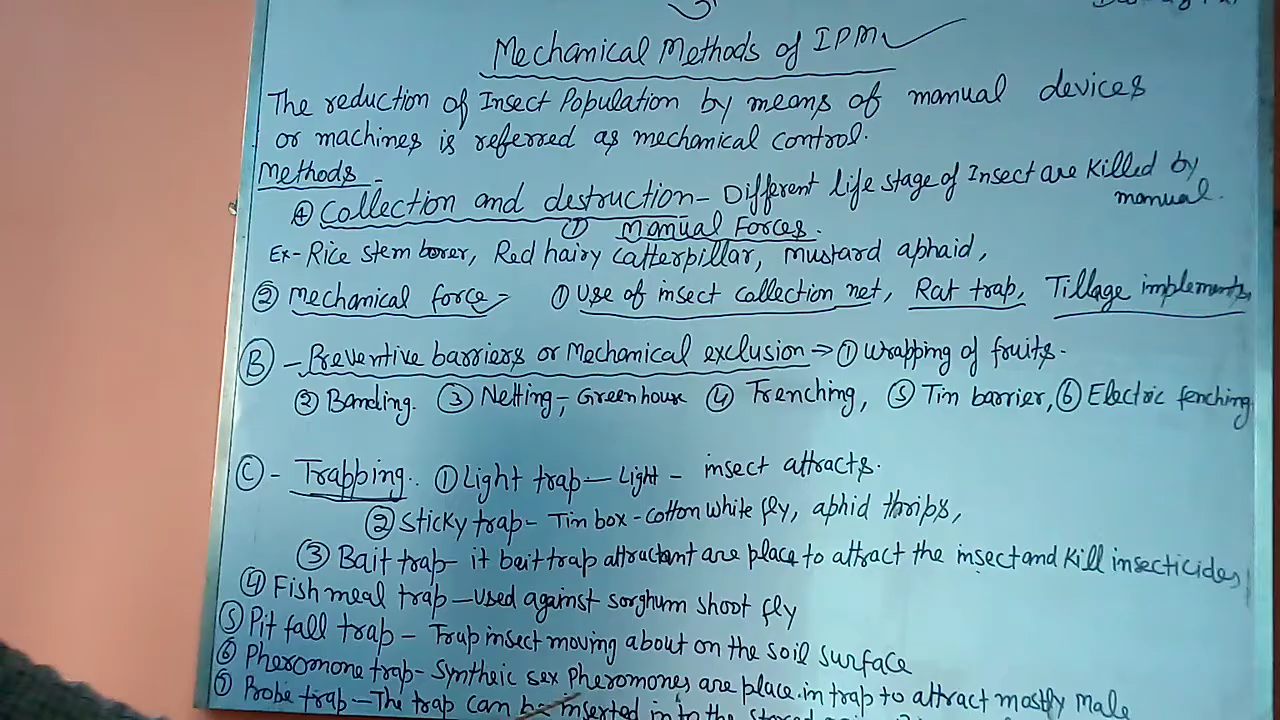 Mechanical Methods of IPM
The reduction of Insect Population by means of manual devices
or machines is referred as mechanical control.
Methods -
Ⓐ Collection and destruction - Different life stage of Insect are killed by manual.
① Manual Forces.
Ex- Rice stem borer, Red hairy catterpillar, mustard aphaid,
② Mechanical force → ① Use of insect collection net, Rat trap, Tillage implements,
Ⓑ - Preventive barriers or Mechanical exclusion → ① Wrapping of fruits.
② Banding. ③ Netting -, Greenhouse ④ Trenching, ⑤ Tin barrier, ⑥ Electric fenching
Ⓒ - Trapping. ① Light trap - Light - insect attracts.
② Sticky trap - Tin box - cotton white fly, aphid thrips,
③ Bait trap - it bait trap attractant are place to attract the insect and kill insecticides,
④ Fish meal trap - Used against sorghum shoot fly
⑤ Pit fall trap - Trap insect moving about on the soil surface
⑥ Pheromone trap - Syntheic sex Pheromones are place in trap to attract mostly male
⑦ Probe trap - The trap can be inserted into the